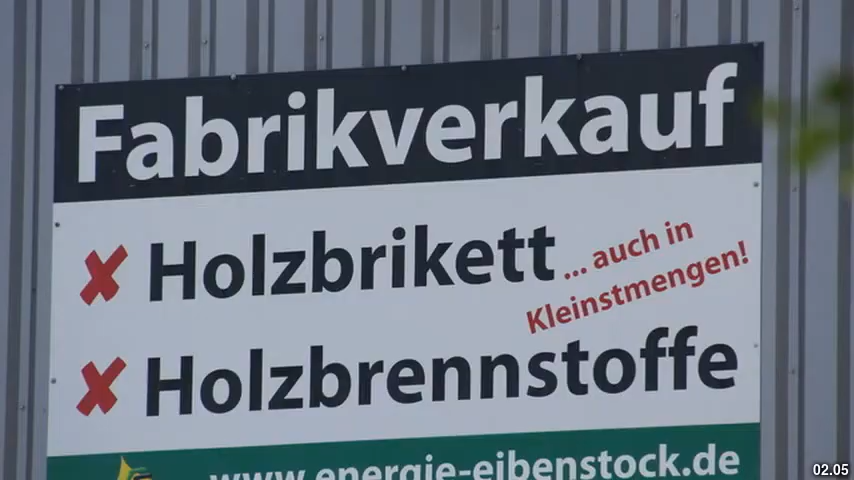 Fabrikverkauf
✘ Holzbrikett
... auch in
Kleinstmengen!
✘ Holzbrennstoffe
www.energie-eibenstock.de
02.05